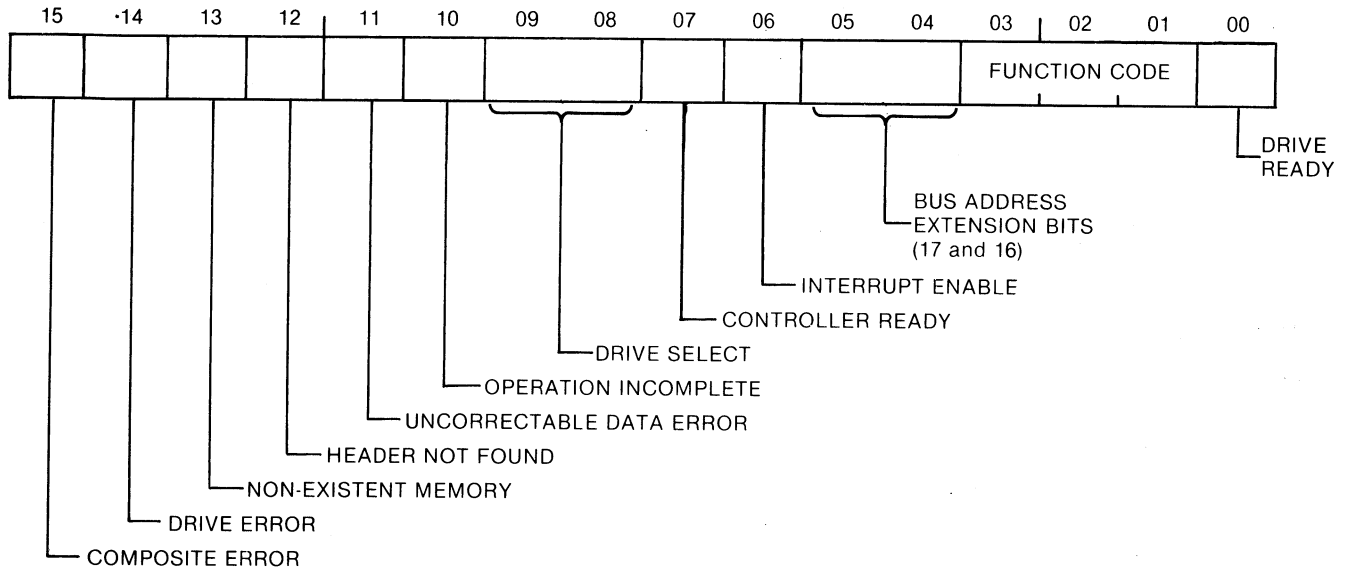 15 14 13 12 11 10 09 08 07 06 05 04 03 02 01 00
FUNCTION CODE
DRIVE
READY
BUS ADDRESS
EXTENSION BITS
(17 and 16)
INTERRUPT ENABLE
CONTROLLER READY
DRIVE SELECT
OPERATION INCOMPLETE
UNCORRECTABLE DATA ERROR
HEADER NOT FOUND
NON-EXISTENT MEMORY
DRIVE ERROR
COMPOSITE ERROR